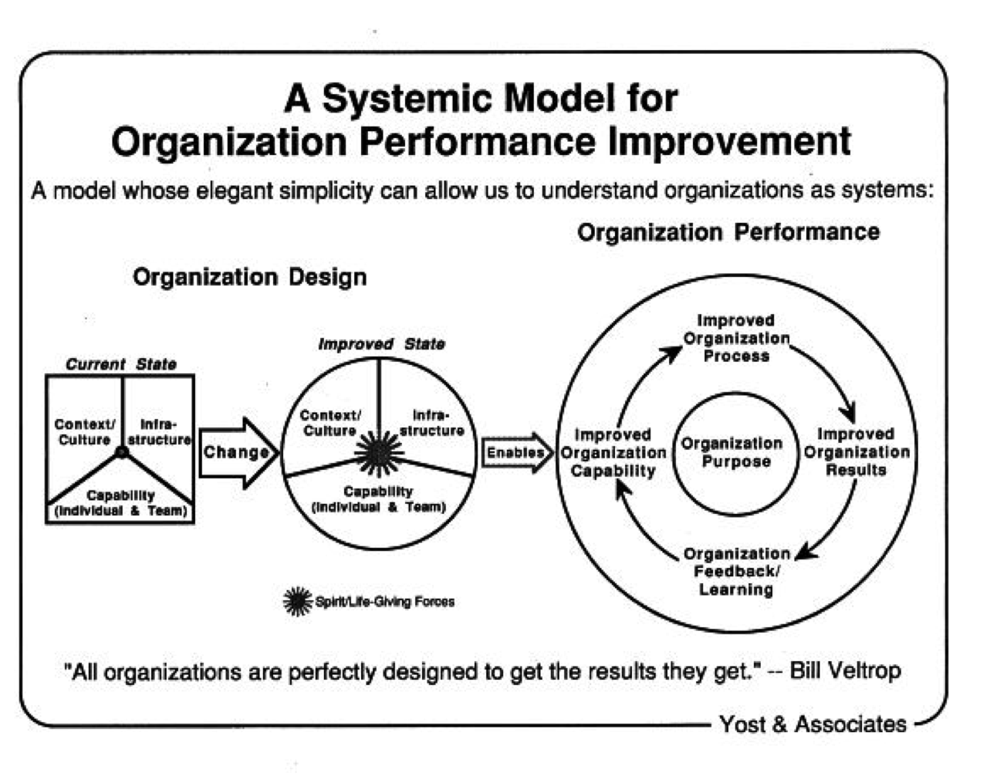 A Systemic Model for
Organization Performance Improvement
A model whose elegant simplicity can allow us to understand organizations as systems:
Organization Performance
Organization Design
Current State
Context/
Culture
Infra-
structure
Capability
(Individual & Team)
Change
Improved State
Context/
Culture
Infra-
structure
Capability
(Individual & Team)
Spirit/Life-Giving Forces
Enables
Improved
Organization
Process
Improved
Organization
Capability
Organization
Purpose
Improved
Organization
Results
Organization
Feedback/
Learning
"All organizations are perfectly designed to get the results they get." -- Bill Veltrop
Yost & Associates